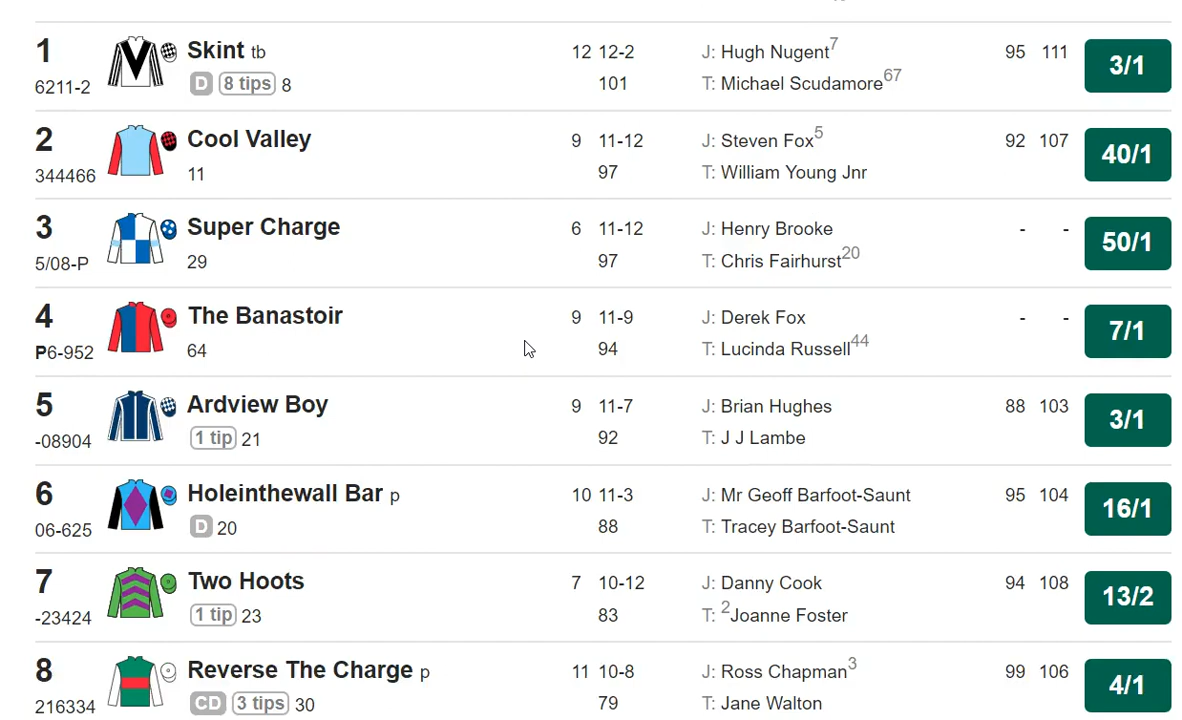 1 Skint tb 12 12-2 J: Hugh Nugent7 95 111 3/1
6211-2 D 8 tips 8 101 T: Michael Scudamore67
2 Cool Valley 9 11-12 J: Steven Fox5 92 107 40/1
344466 11 97 T: William Young Jnr
3 Super Charge 6 11-12 J: Henry Brooke - - 50/1
5/08-P 29 97 T: Chris Fairhurst20
4 The Banastoir 9 11-9 J: Derek Fox - - 7/1
P6-952 64 94 T: Lucinda Russell44
5 Ardview Boy 9 11-7 J: Brian Hughes 88 103 3/1
-08904 1 tip 21 92 T: J J Lambe
6 Holeinthewall Bar p 10 11-3 J: Mr Geoff Barfoot-Saunt 95 104 16/1
06-625 D 20 88 T: Tracey Barfoot-Saunt
7 Two Hoots 7 10-12 J: Danny Cook 94 108 13/2
-23424 1 tip 23 83 T: 2Joanne Foster
8 Reverse The Charge p 11 10-8 J: Ross Chapman3 99 106 4/1
216334 CD 3 tips 30 79 T: Jane Walton